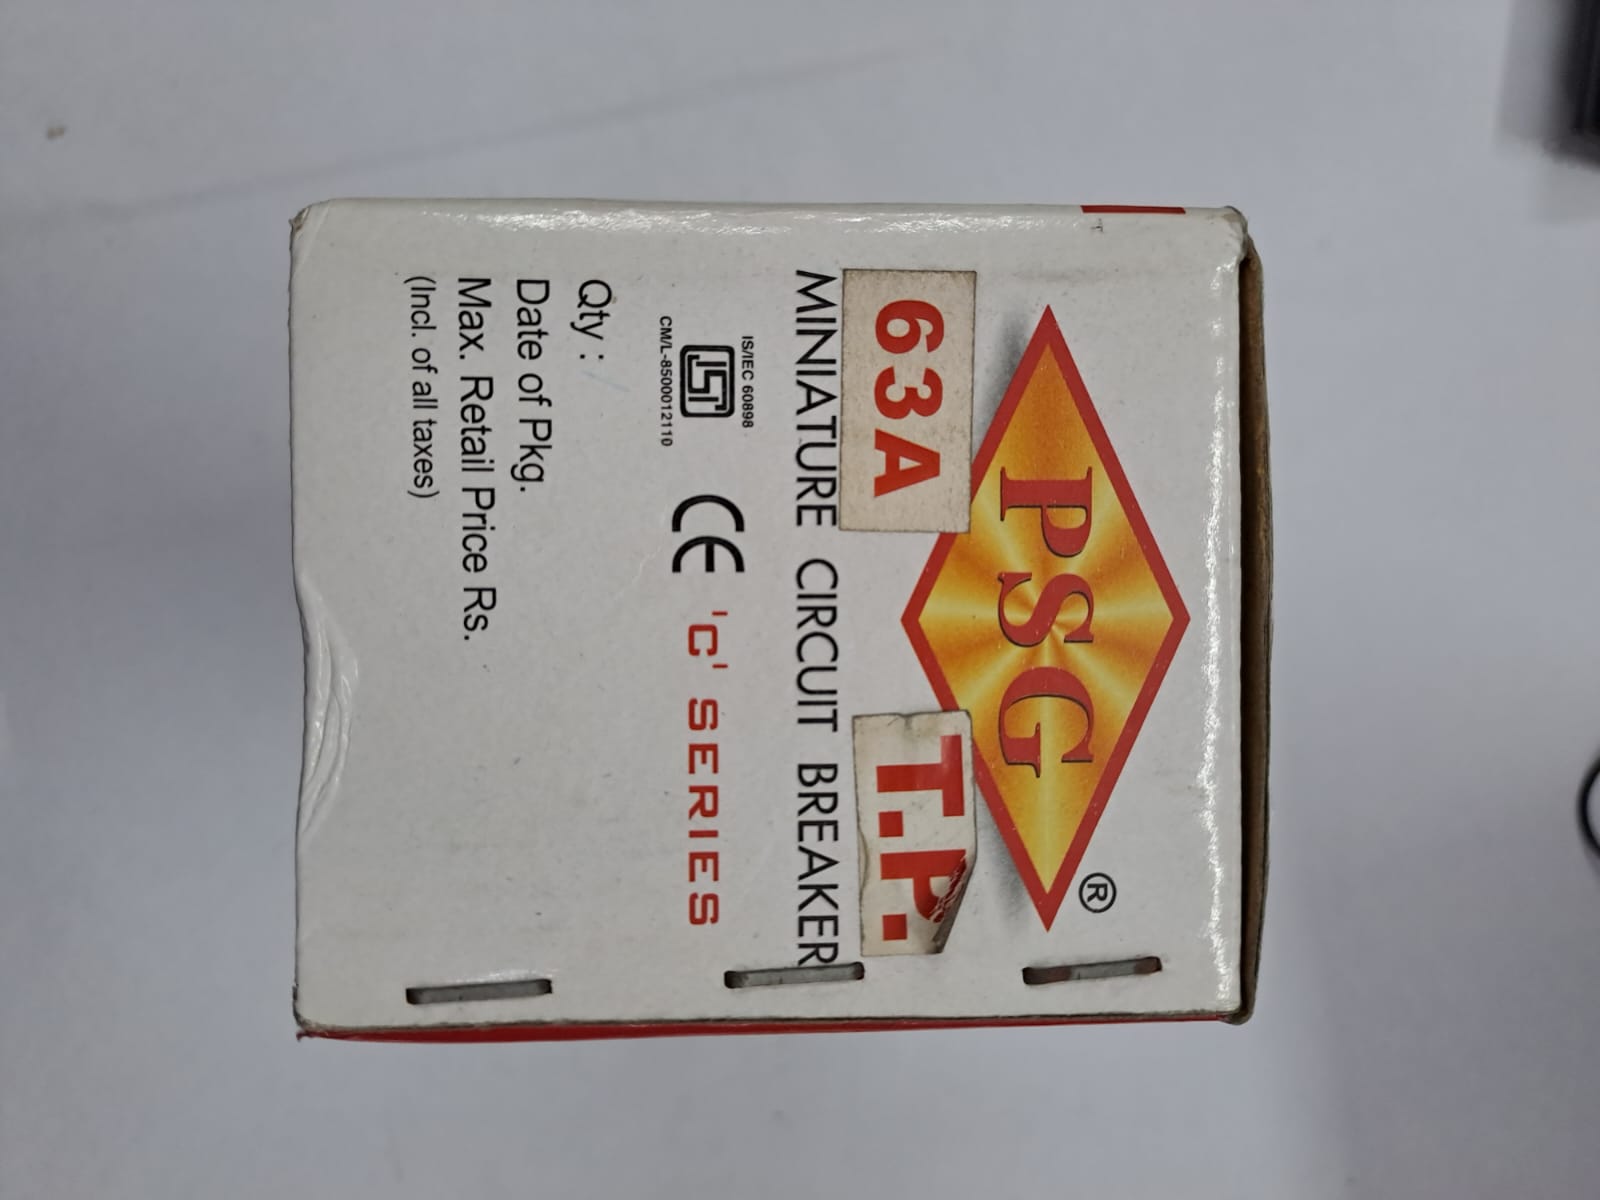 PSG ®
63A T.P.
MINIATURE CIRCUIT BREAKER
IS/IEC 60898
ISI
CM/L-8500012110
CE
'C' SERIES
Qty : /
Date of Pkg.
Max. Retail Price Rs.
(Incl. of all taxes)